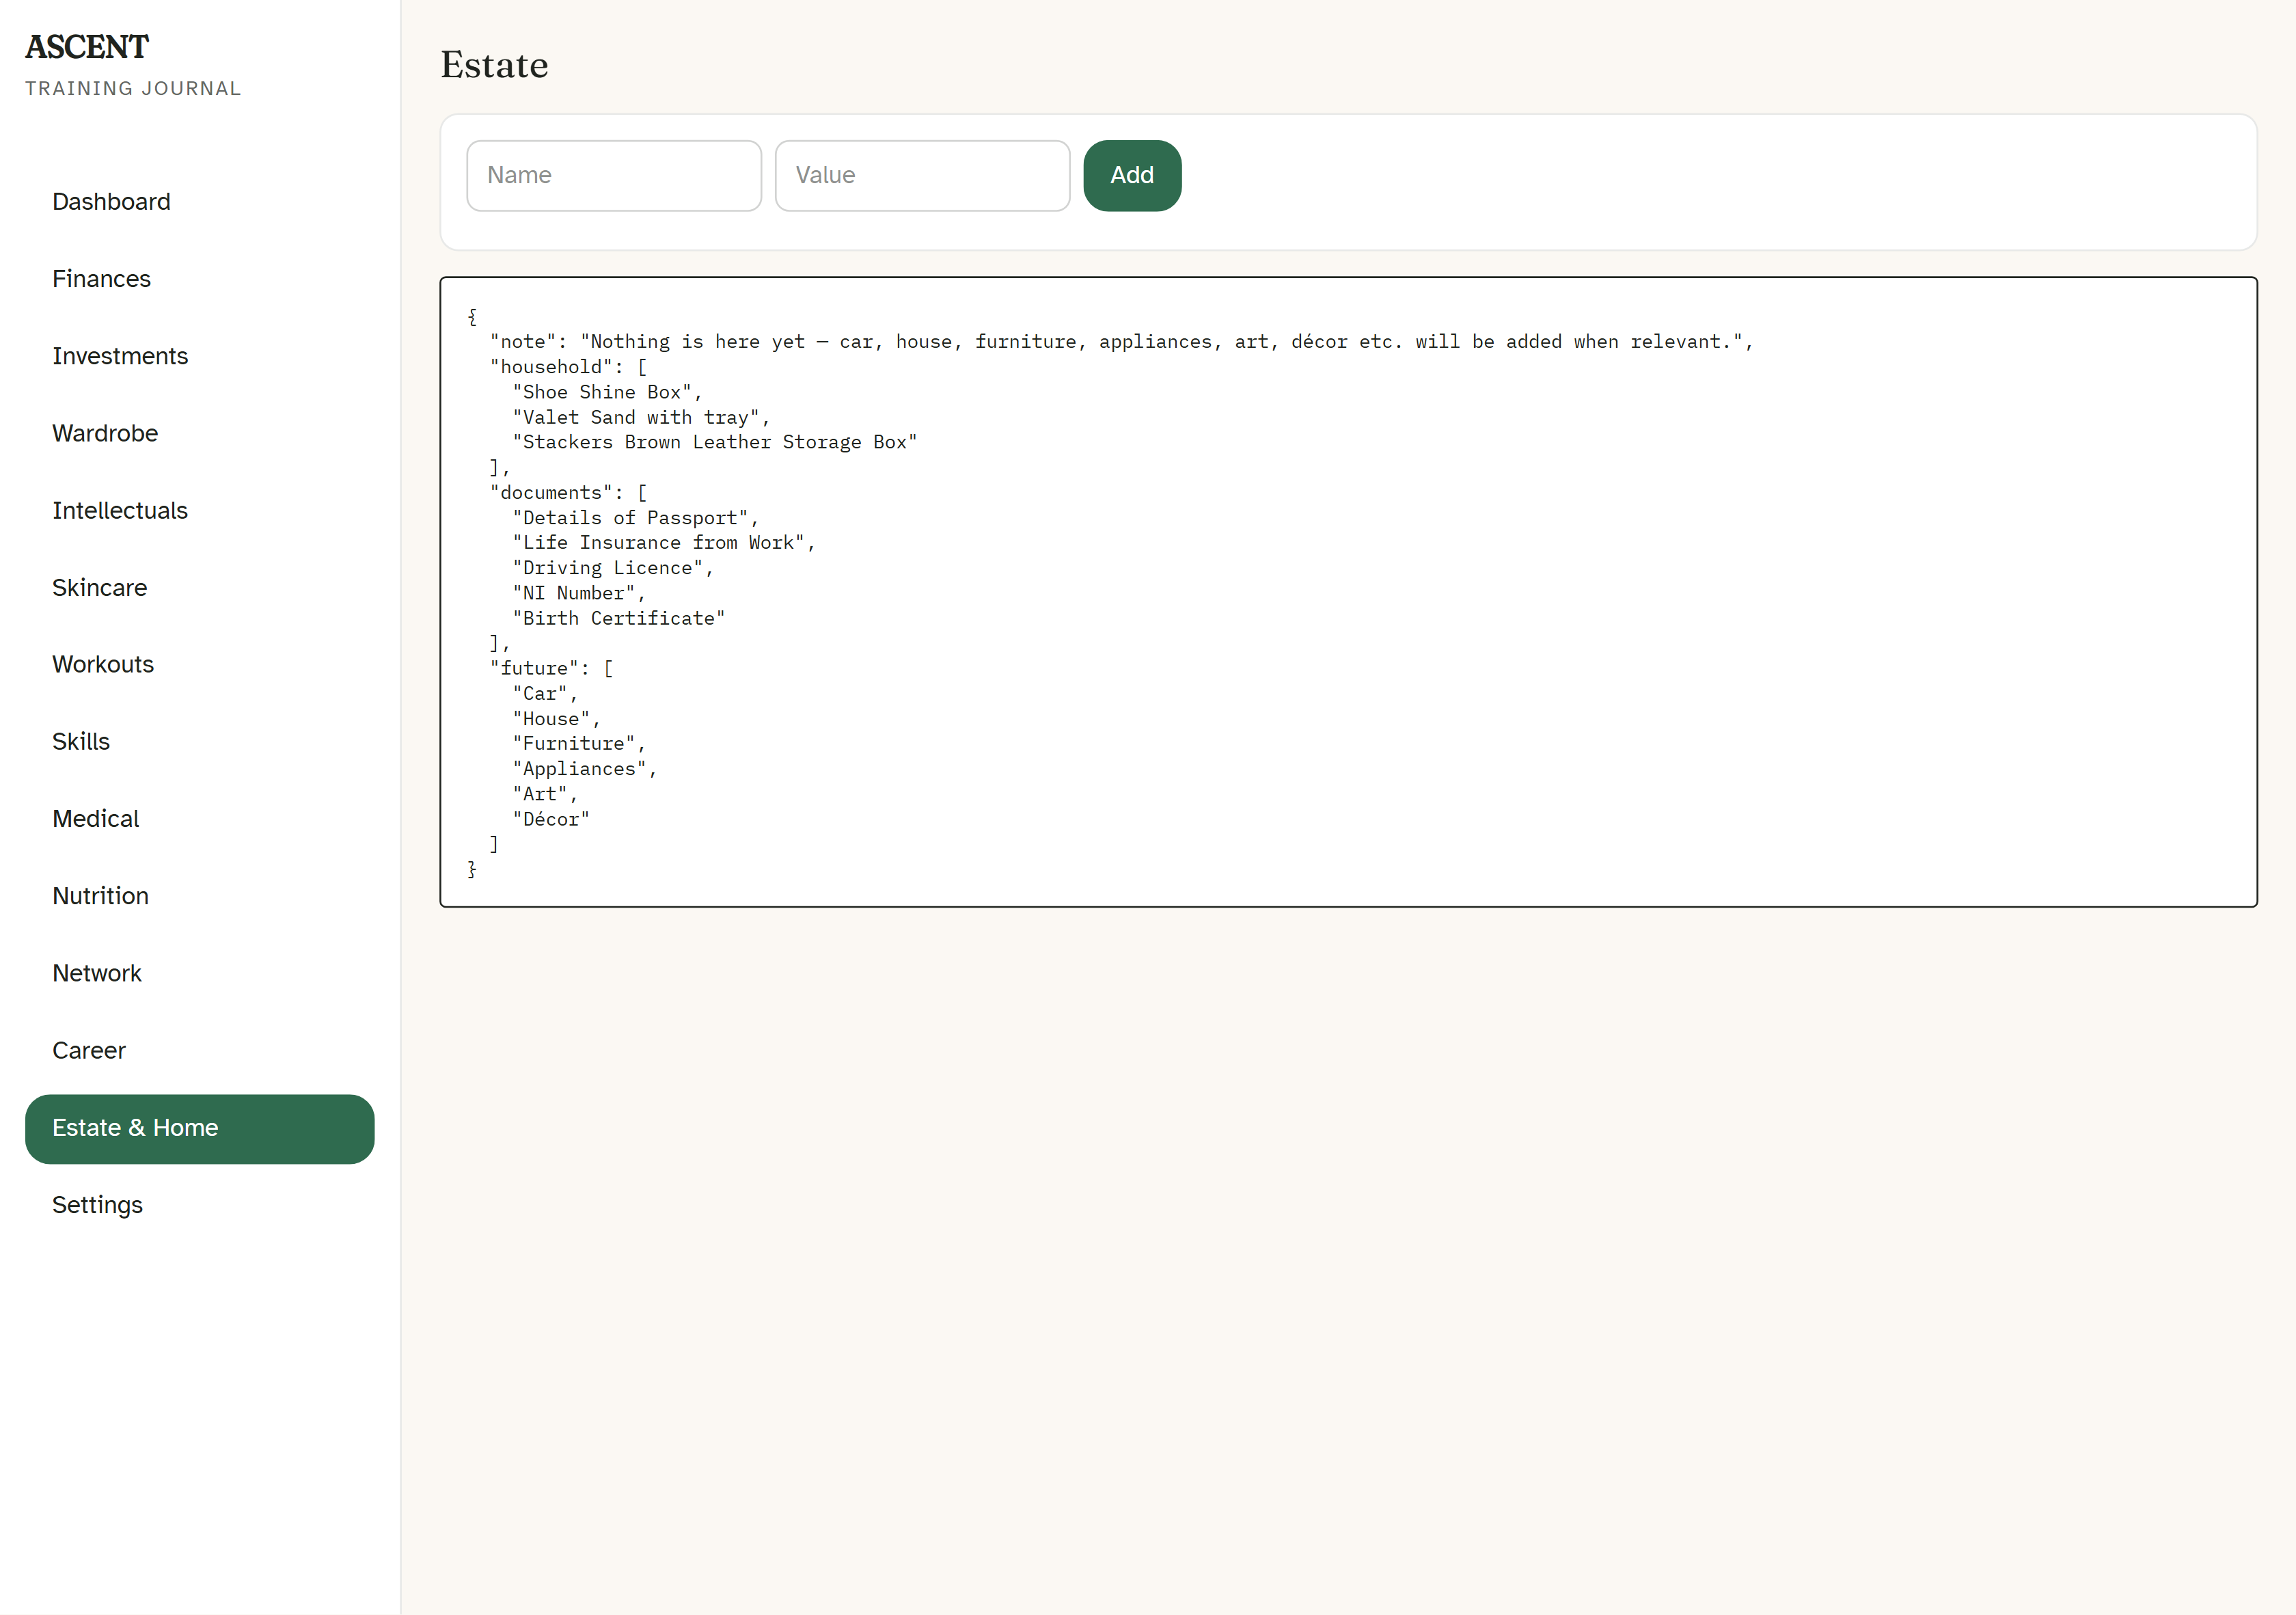 ASCENT
TRAINING JOURNAL
Dashboard
Finances
Investments
Wardrobe
Intellectuals
Skincare
Workouts
Skills
Medical
Nutrition
Network
Career
Estate & Home
Settings
Estate
Name
Value
Add
{
  "note": "Nothing is here yet — car, house, furniture, appliances, art, décor etc. will be added when relevant.",
  "household": [
    "Shoe Shine Box",
    "Valet Sand with tray",
    "Stackers Brown Leather Storage Box"
  ],
  "documents": [
    "Details of Passport",
    "Life Insurance from Work",
    "Driving Licence",
    "NI Number",
    "Birth Certificate"
  ],
  "future": [
    "Car",
    "House",
    "Furniture",
    "Appliances",
    "Art",
    "Décor"
  ]
}